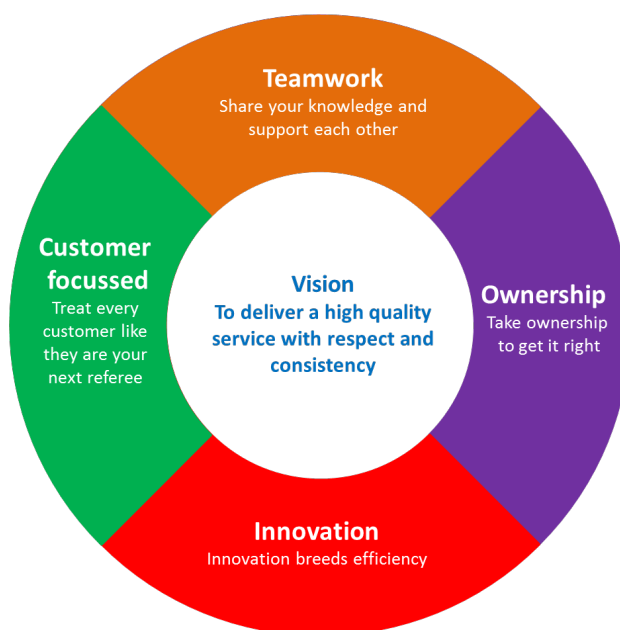 Teamwork
Share your knowledge and
support each other
Customer
focussed
Treat every
customer like
they are your
next referee
Vision
To deliver a high quality
service with respect and
consistency
Ownership
Take ownership
to get it right
Innovation
Innovation breeds efficiency